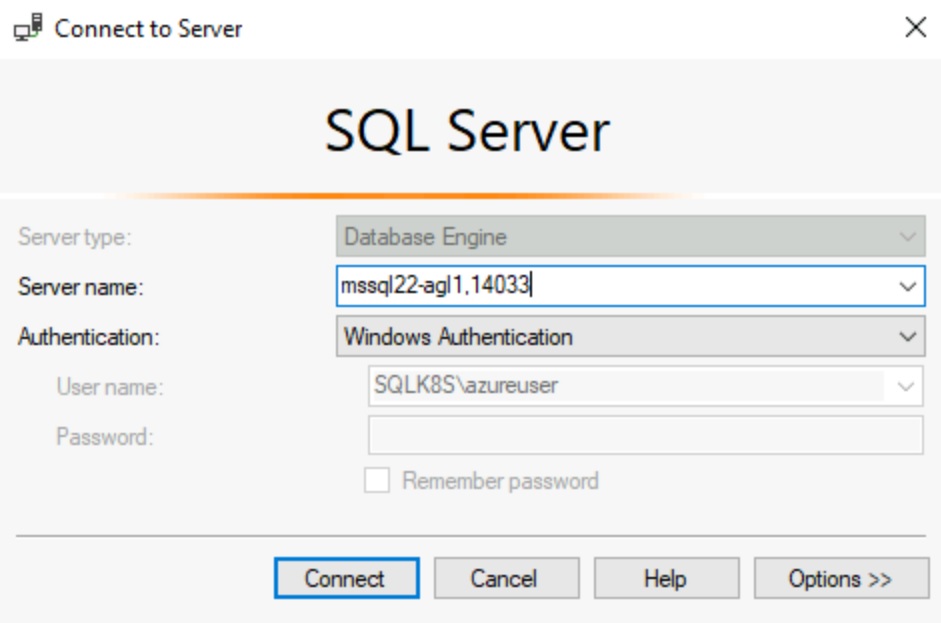 Connect to Server
SQL Server
Server type: Database Engine
Server name: mssql22-agl1,14033
Authentication: Windows Authentication
User name: SQLK8S\azureuser
Password:
Remember password
Connect Cancel Help Options >>